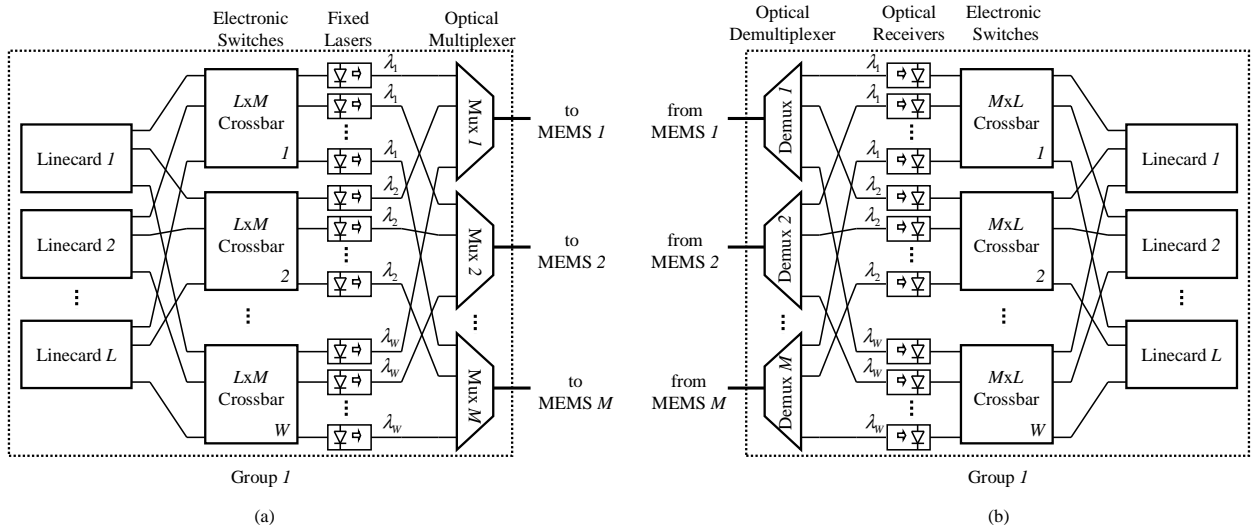 Electronic
Switches
Fixed
Lasers
Optical
Multiplexer
LxM
Crossbar
1
LxM
Crossbar
2
LxM
Crossbar
W
Linecard 1
Linecard 2
Linecard L
λ1
λ1
λ1
λ2
λ2
λ2
λW
λW
λW
Mux 1
Mux 2
Mux M
to
MEMS 1
to
MEMS 2
to
MEMS M
Group 1
(a)
Optical
Demultiplexer
Optical
Receivers
Electronic
Switches
from
MEMS 1
from
MEMS 2
from
MEMS M
Demux 1
Demux 2
Demux M
λ1
λ1
λ1
λ2
λ2
λ2
λW
λW
λW
MxL
Crossbar
1
MxL
Crossbar
2
MxL
Crossbar
W
Linecard 1
Linecard 2
Linecard L
Group 1
(b)